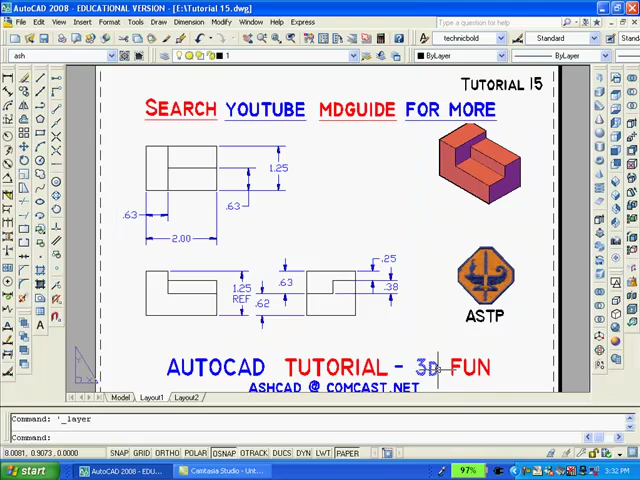 AutoCAD 2008 - EDUCATIONAL VERSION - [E:\Tutorial 15.dwg]
File Edit View Insert Format Tools Draw Dimension Modify Window Help Express
Type a question for help
technicbold
Standard
ash
1
ByLayer
ByLayer
TUTORIAL 15
SEARCH YOUTUBE MDGUIDE FOR MORE
1.25
.63
.63
2.00
.25
1.25
REF
.63
.38
.62
ASTP
AUTOCAD TUTORIAL - 3D FUN
ASHCAD @ COMCAST.NET
Model Layout1 Layout2
Command: '_layer
Command:
8.0081, 0.9073, 0.0000
SNAP GRID ORTHO POLAR OSNAP OTRACK DUCS DYN LWT PAPER
start
AutoCAD 2008 - EDU...
Camtasia Studio - Unt...
97%
3:32 PM